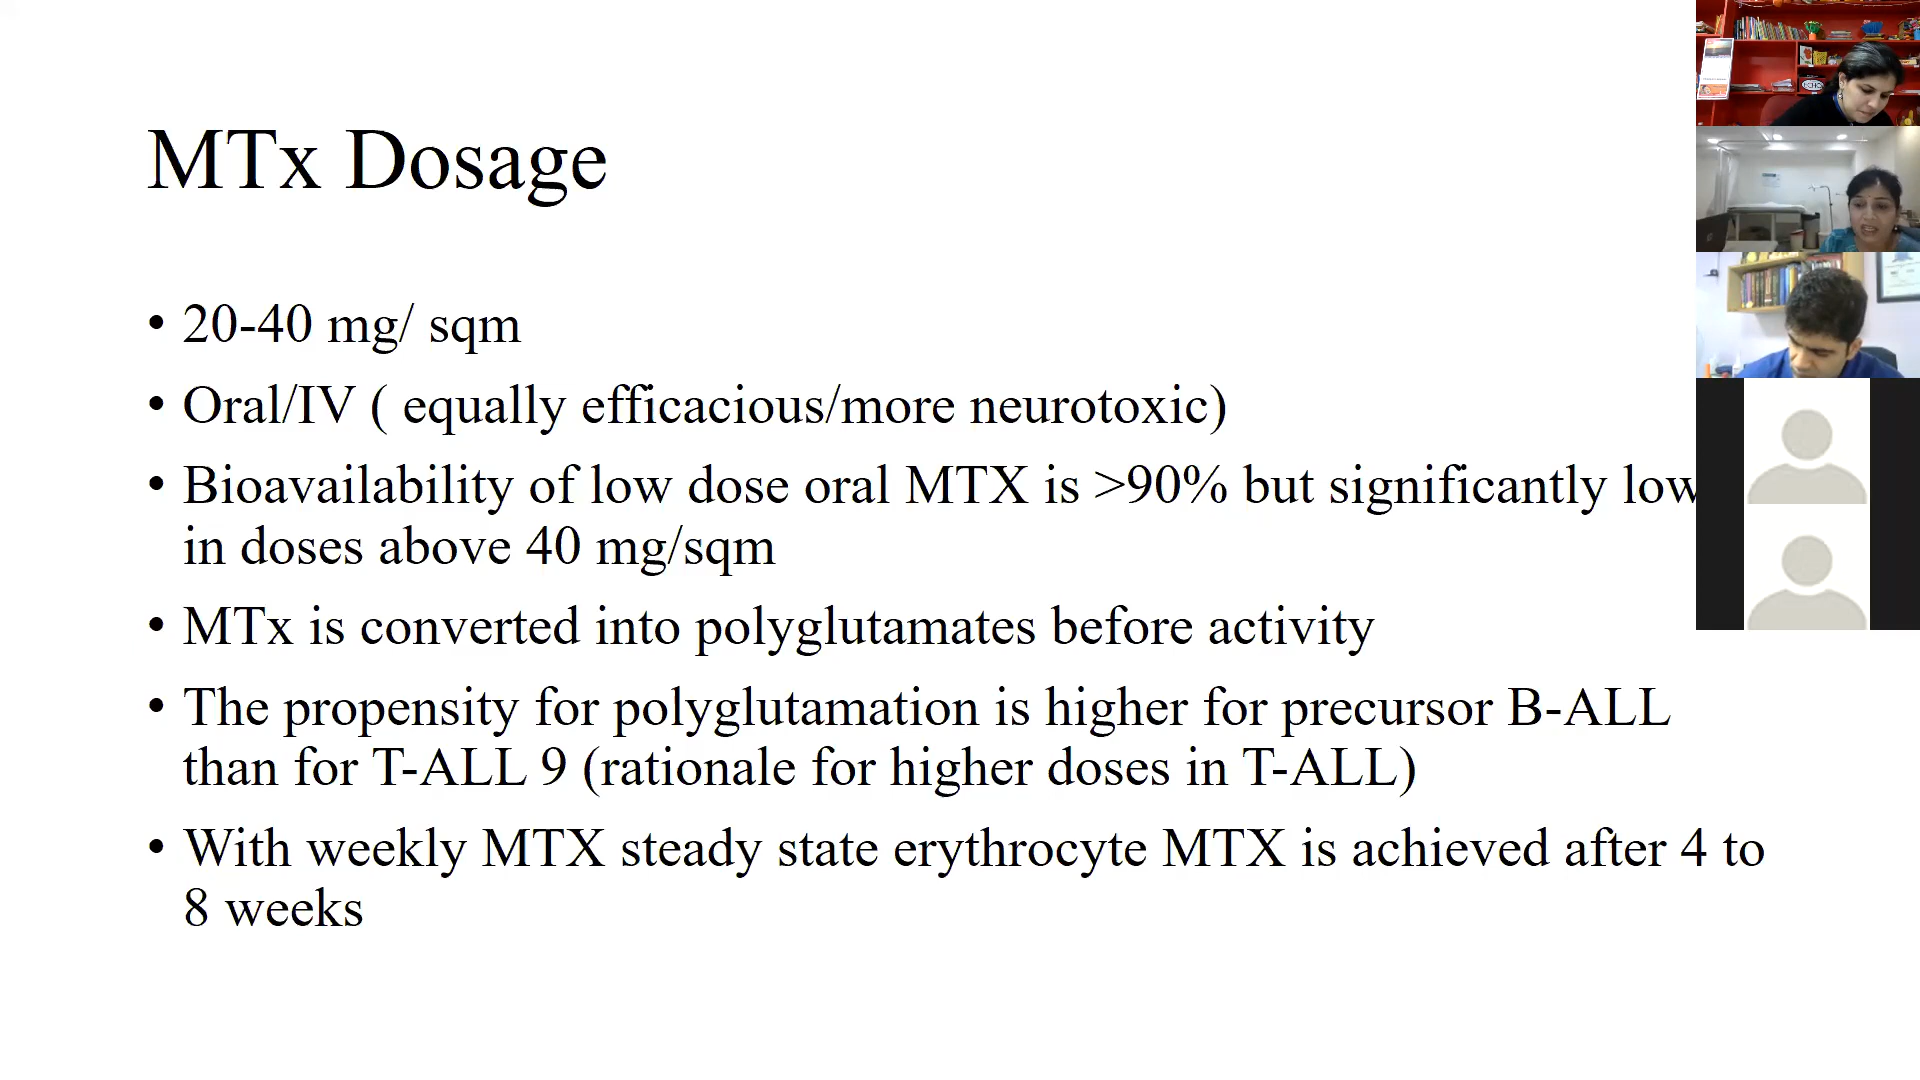 MTx Dosage
• 20-40 mg/ sqm
• Oral/IV ( equally efficacious/more neurotoxic)
• Bioavailability of low dose oral MTX is >90% but significantly low
in doses above 40 mg/sqm
• MTx is converted into polyglutamates before activity
• The propensity for polyglutamation is higher for precursor B-ALL
than for T-ALL 9 (rationale for higher doses in T-ALL)
• With weekly MTX steady state erythrocyte MTX is achieved after 4 to
8 weeks